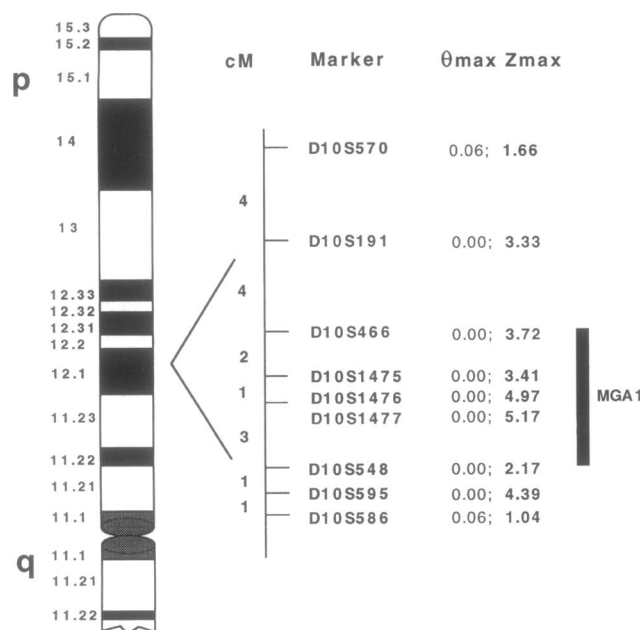 p
15.3
15.2
15.1
14
13
12.33
12.32
12.31
12.2
12.1
11.23
11.22
11.21
11.1
q
11.1
11.21
11.22
cM Marker θmax Zmax
D10S570 0.06; 1.66
4
D10S191 0.00; 3.33
4
D10S466 0.00; 3.72
2
D10S1475 0.00; 3.41
1
D10S1476 0.00; 4.97
D10S1477 0.00; 5.17
3
D10S548 0.00; 2.17
1
D10S595 0.00; 4.39
1
D10S586 0.06; 1.04
MGA1